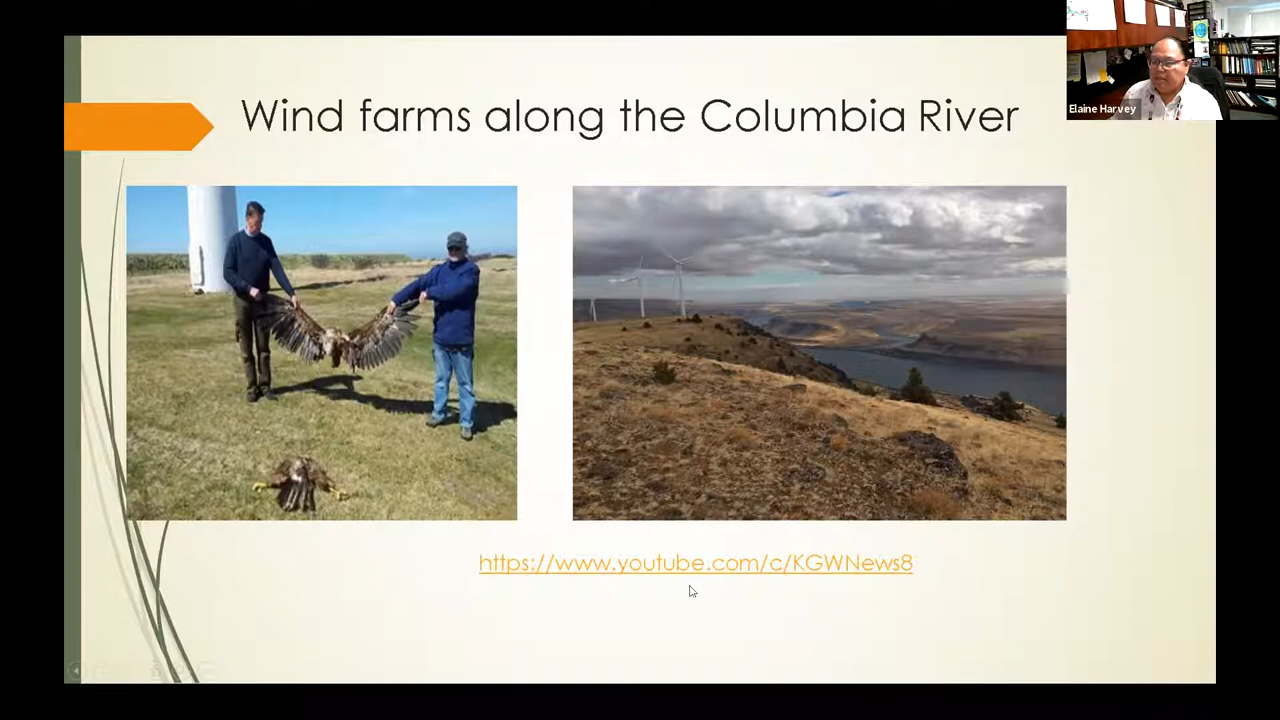 Wind farms along the Columbia River
Elaine Harvey
https://www.youtube.com/c/KGWNews8